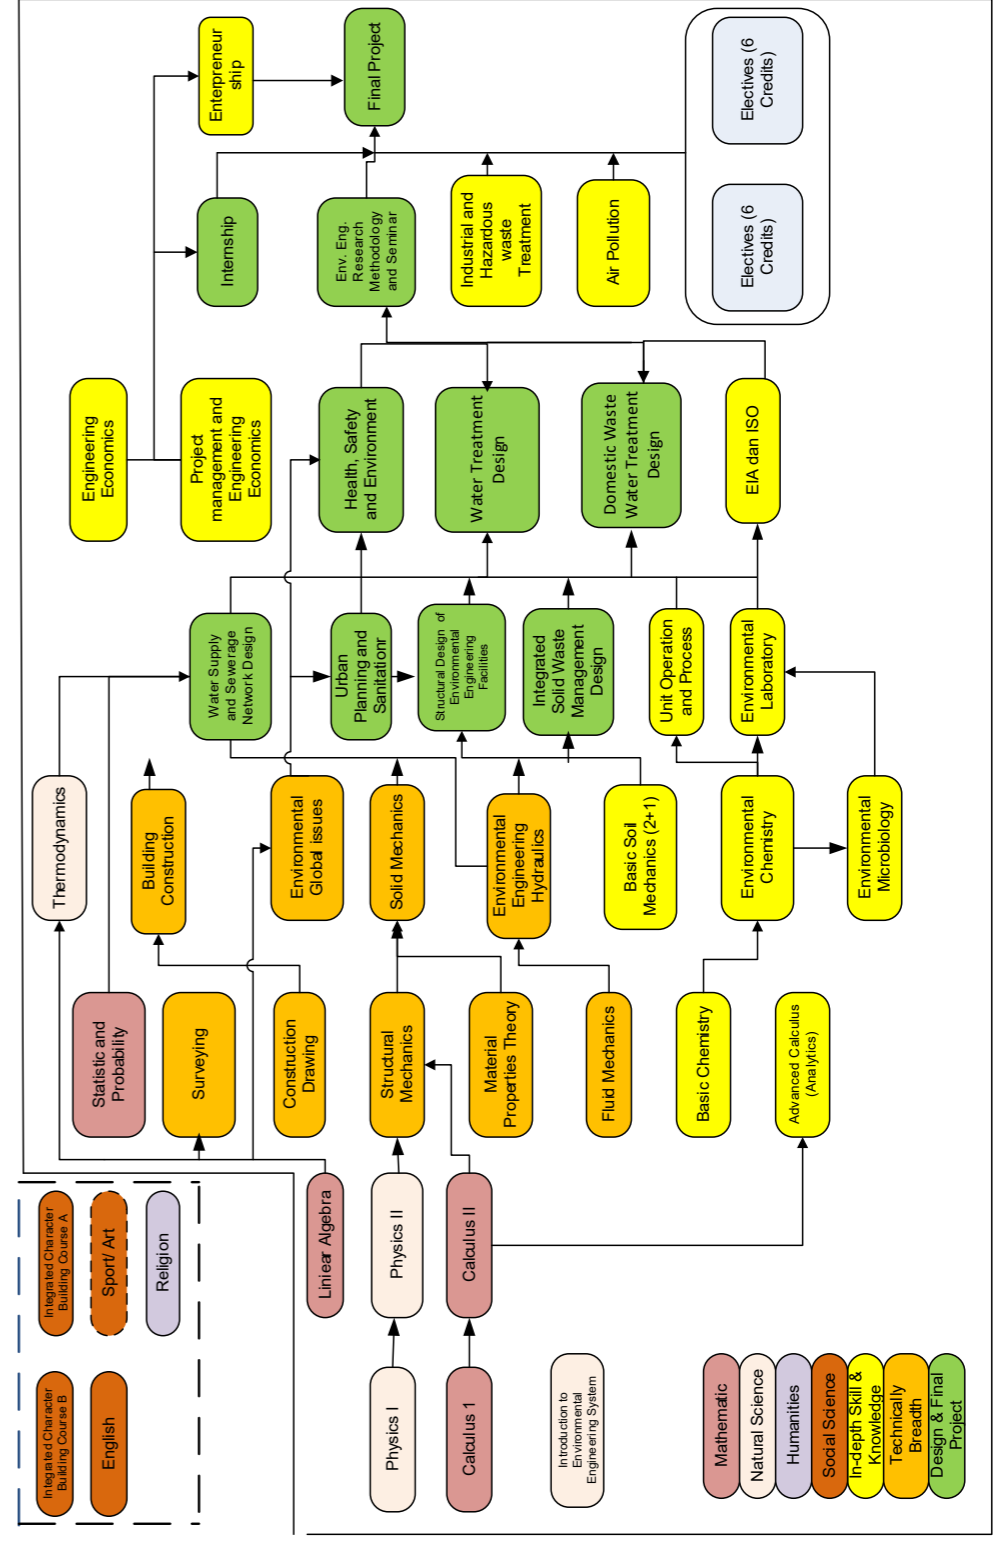 Integrated Character
Building Course B
English
Integrated Character
Building Course A
Sport/ Art
Religion
Physics I
Calculus 1
Introduction to
Environmental
Engineering System
Mathematic
Natural Science
Humanities
Social Science
In-depth Skill &
Knowledge
Technically
Breadth
Design & Final
Project
Liniear Algebra
Physics II
Calculus II
Statistic and
Probability
Surveying
Construction
Drawing
Structural
Mechanics
Material
Properties Theory
Fluid Mechanics
Basic Chemistry
Advanced Calculus
(Analytics)
Thermodynamics
Building
Construction
Environmental
Global issues
Solid Mechanics
Environmental
Engineering
Hydraulics
Basic Soil
Mechanics (2+1)
Environmental
Chemistry
Environmental
Microbiology
Water Supply
and Sewerage
Network Design
Urban
Planning and
Sanitationr
Structural Design of
Environmental
Engineering
Facilities
Integrated
Solid Waste
Management
Design
Unit Operation
and Process
Environmental
Laboratory
Engineering
Economics
Project
management and
Engineering
Economics
Health, Safety
and Environment
Water Treatment
Design
Domestic Waste
Water Treatment
Design
EIA dan ISO
Internship
Env. Eng.
Research
Methodology
and Seminar
Industrial and
Hazardous
waste
Treatment
Air Pollution
Electives (6
Credits)
Enterpreneur
ship
Final Project
Electives (6
Credits)